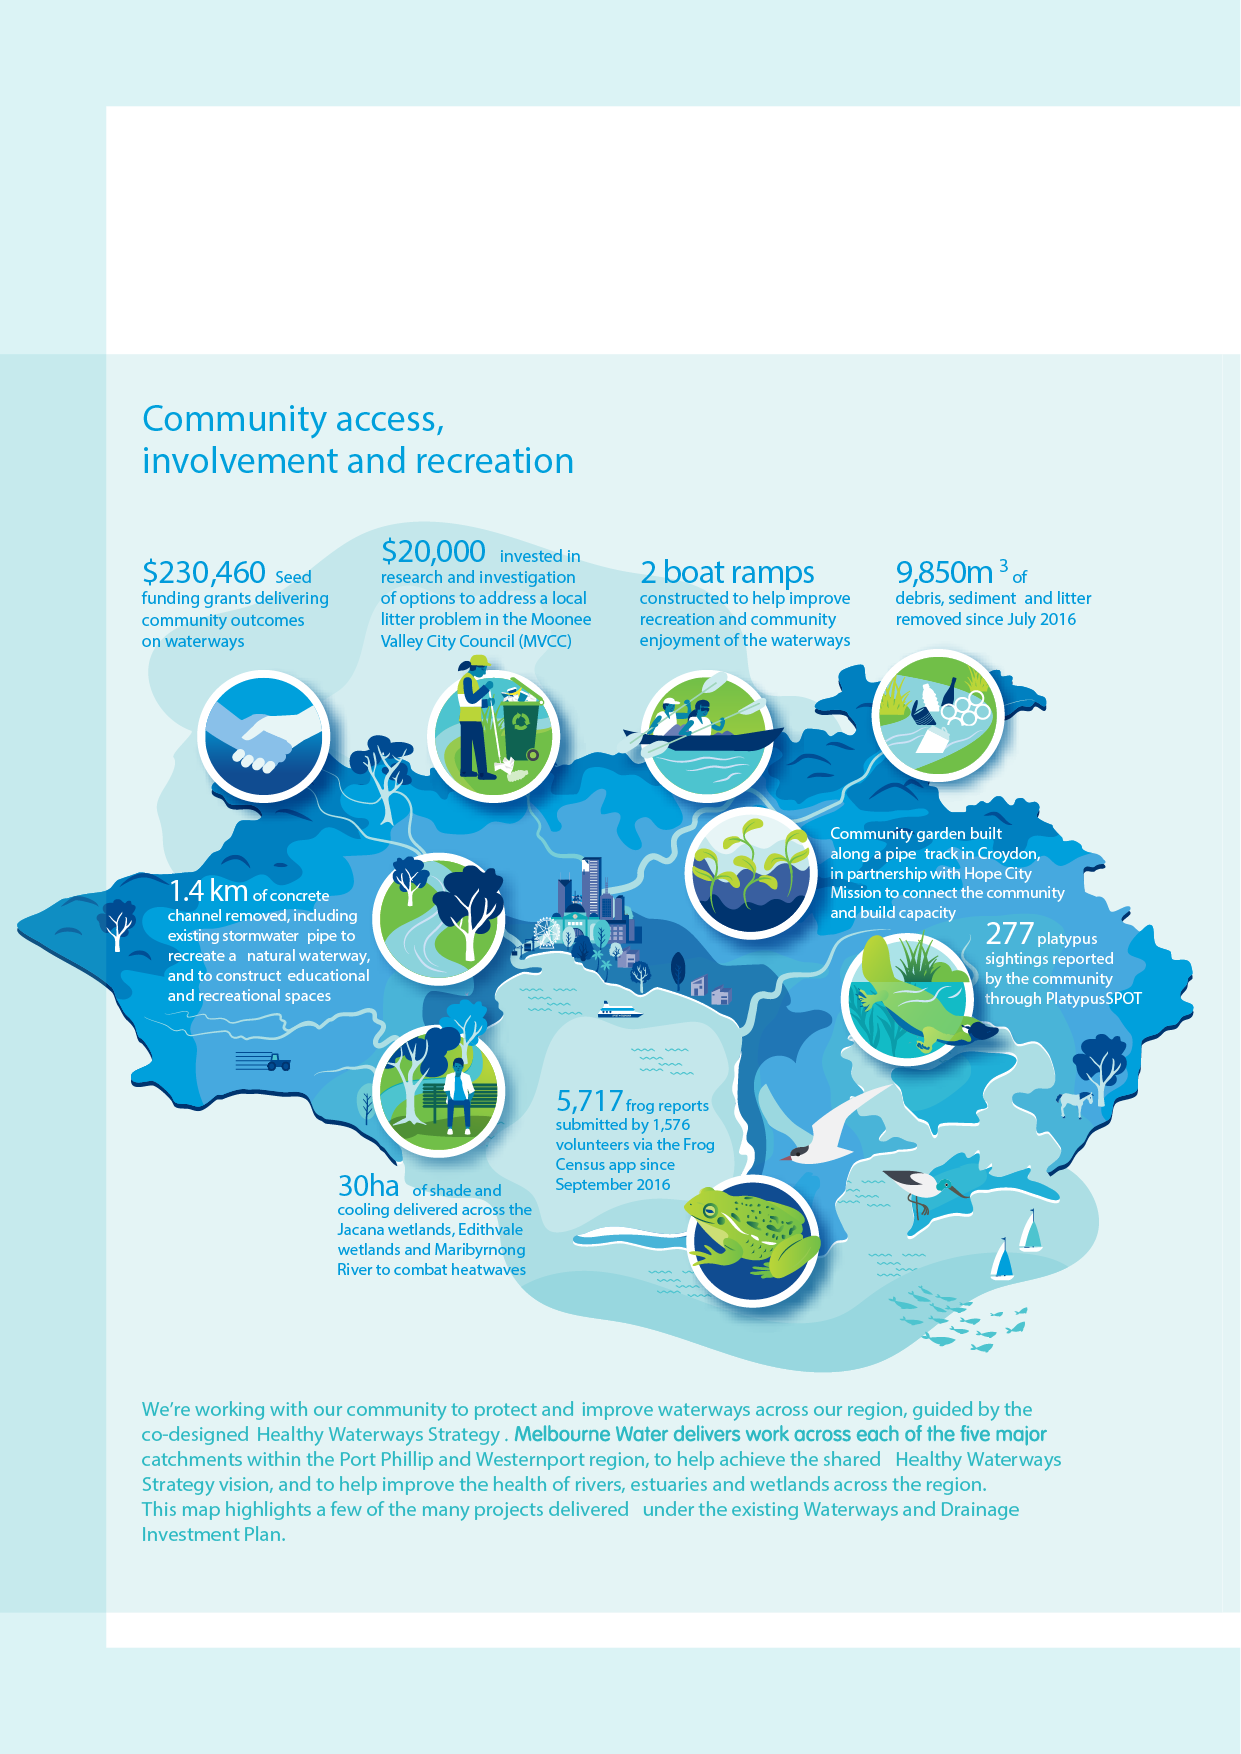 Community access,
involvement and recreation
$230,460 Seed
funding grants delivering
community outcomes
on waterways
$20,000 invested in
research and investigation
of options to address a local
litter problem in the Moonee
Valley City Council (MVCC)
2 boat ramps
constructed to help improve
recreation and community
enjoyment of the waterways
9,850m 3 of
debris, sediment and litter
removed since July 2016
Community garden built
along a pipe track in Croydon,
in partnership with Hope City
Mission to connect the community
and build capacity
1.4 km of concrete
channel removed, including
existing stormwater pipe to
recreate a natural waterway,
and to construct educational
and recreational spaces
277 platypus
sightings reported
by the community
through PlatypusSPOT
5,717 frog reports
submitted by 1,576
volunteers via the Frog
Census app since
September 2016
30ha of shade and
cooling delivered across the
Jacana wetlands, Edithvale
wetlands and Maribyrnong
River to combat heatwaves
We're working with our community to protect and improve waterways across our region, guided by the
co-designed Healthy Waterways Strategy . Melbourne Water delivers work across each of the five major
catchments within the Port Phillip and Westernport region, to help achieve the shared Healthy Waterways
Strategy vision, and to help improve the health of rivers, estuaries and wetlands across the region.
This map highlights a few of the many projects delivered under the existing Waterways and Drainage
Investment Plan.